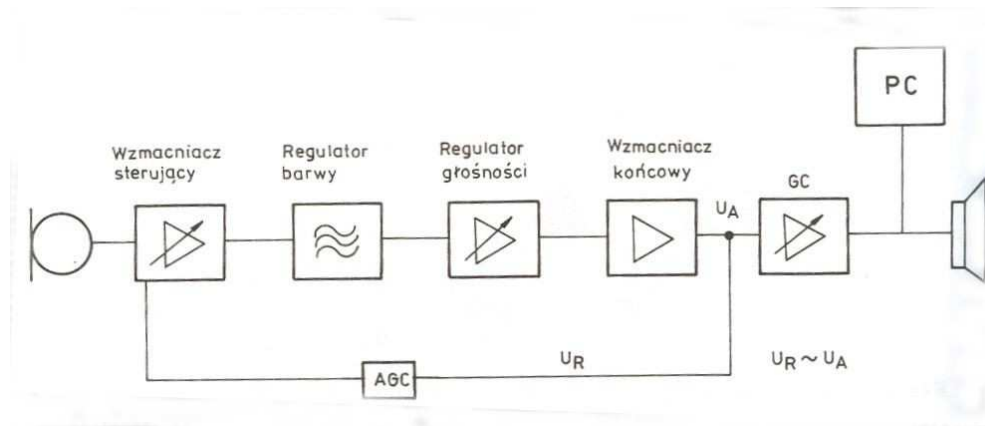 PC
Wzmacniacz
sterujący
Regulator
barwy
Regulator
głośności
Wzmacniacz
końcowy
GC
UA
AGC
UR
UR ~ UA